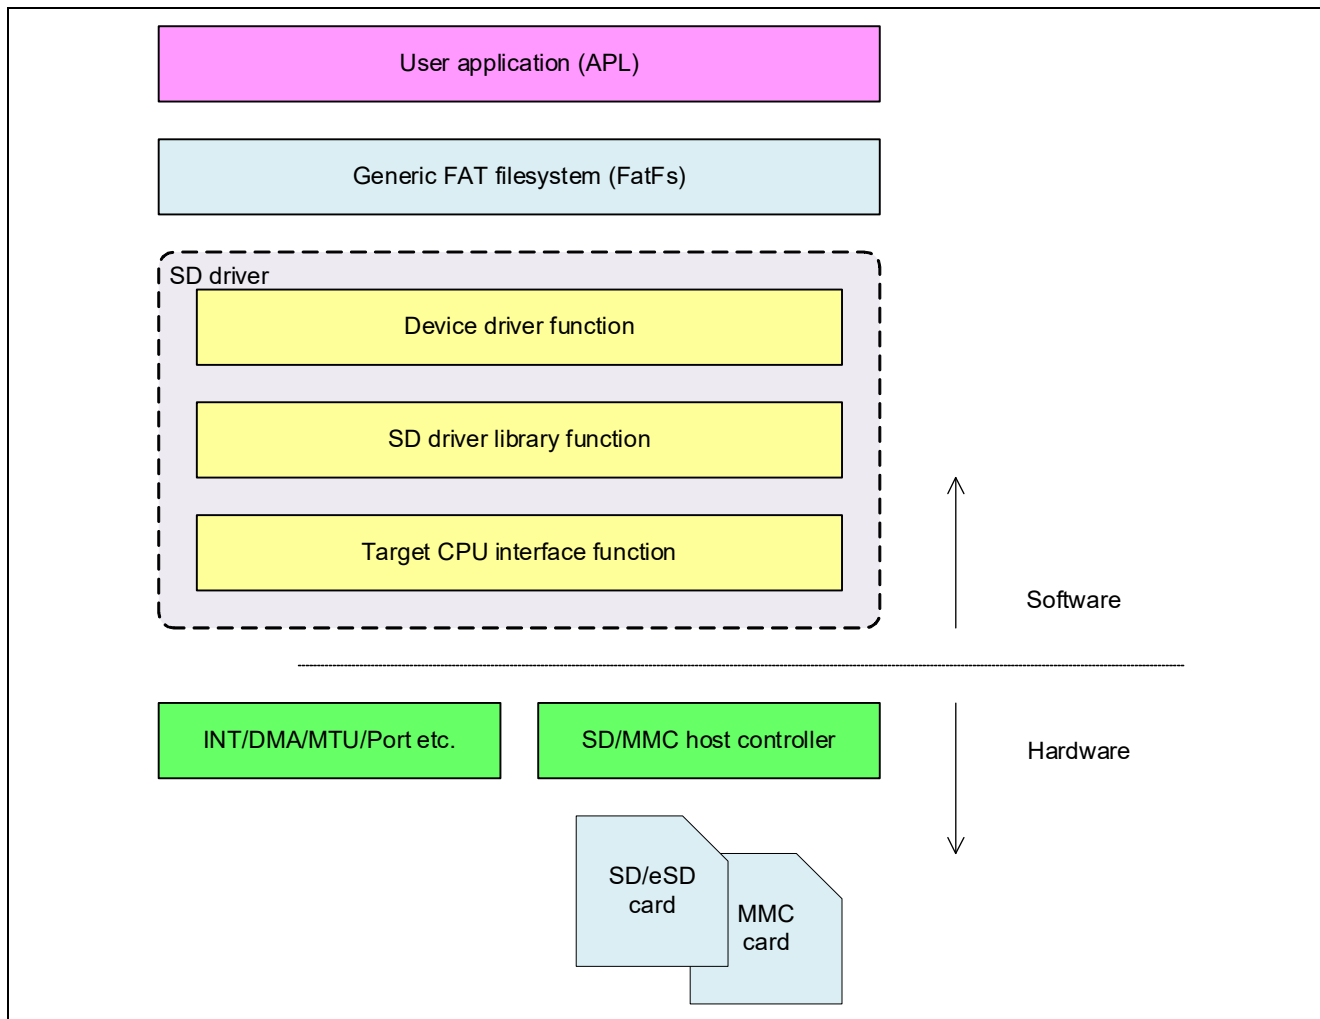 User application (APL)
Generic FAT filesystem (FatFs)
SD driver
Device driver function
SD driver library function
Target CPU interface function
Software
INT/DMA/MTU/Port etc.
SD/MMC host controller
Hardware
SD/eSD
card
MMC
card